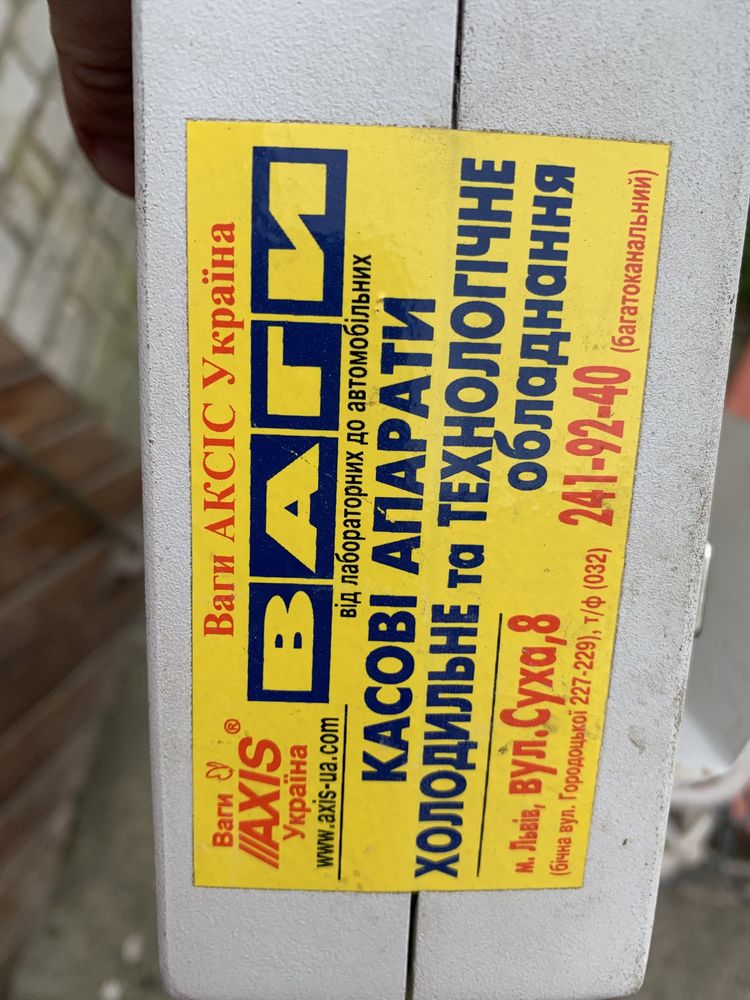 Ваги АКСІС Україна
Ваги
AXIS®
Україна
www.axis-ua.com
ВАГИ
від лабораторних до автомобільних
КАСОВІ АПАРАТИ
ХОЛОДИЛЬНЕ та ТЕХНОЛОГІЧНЕ
обладнання
м. Львів, вул.Суха,8
(бічна вул. Городоцької 227-229), т/ф (032) 241-92-40 (багатоканальний)